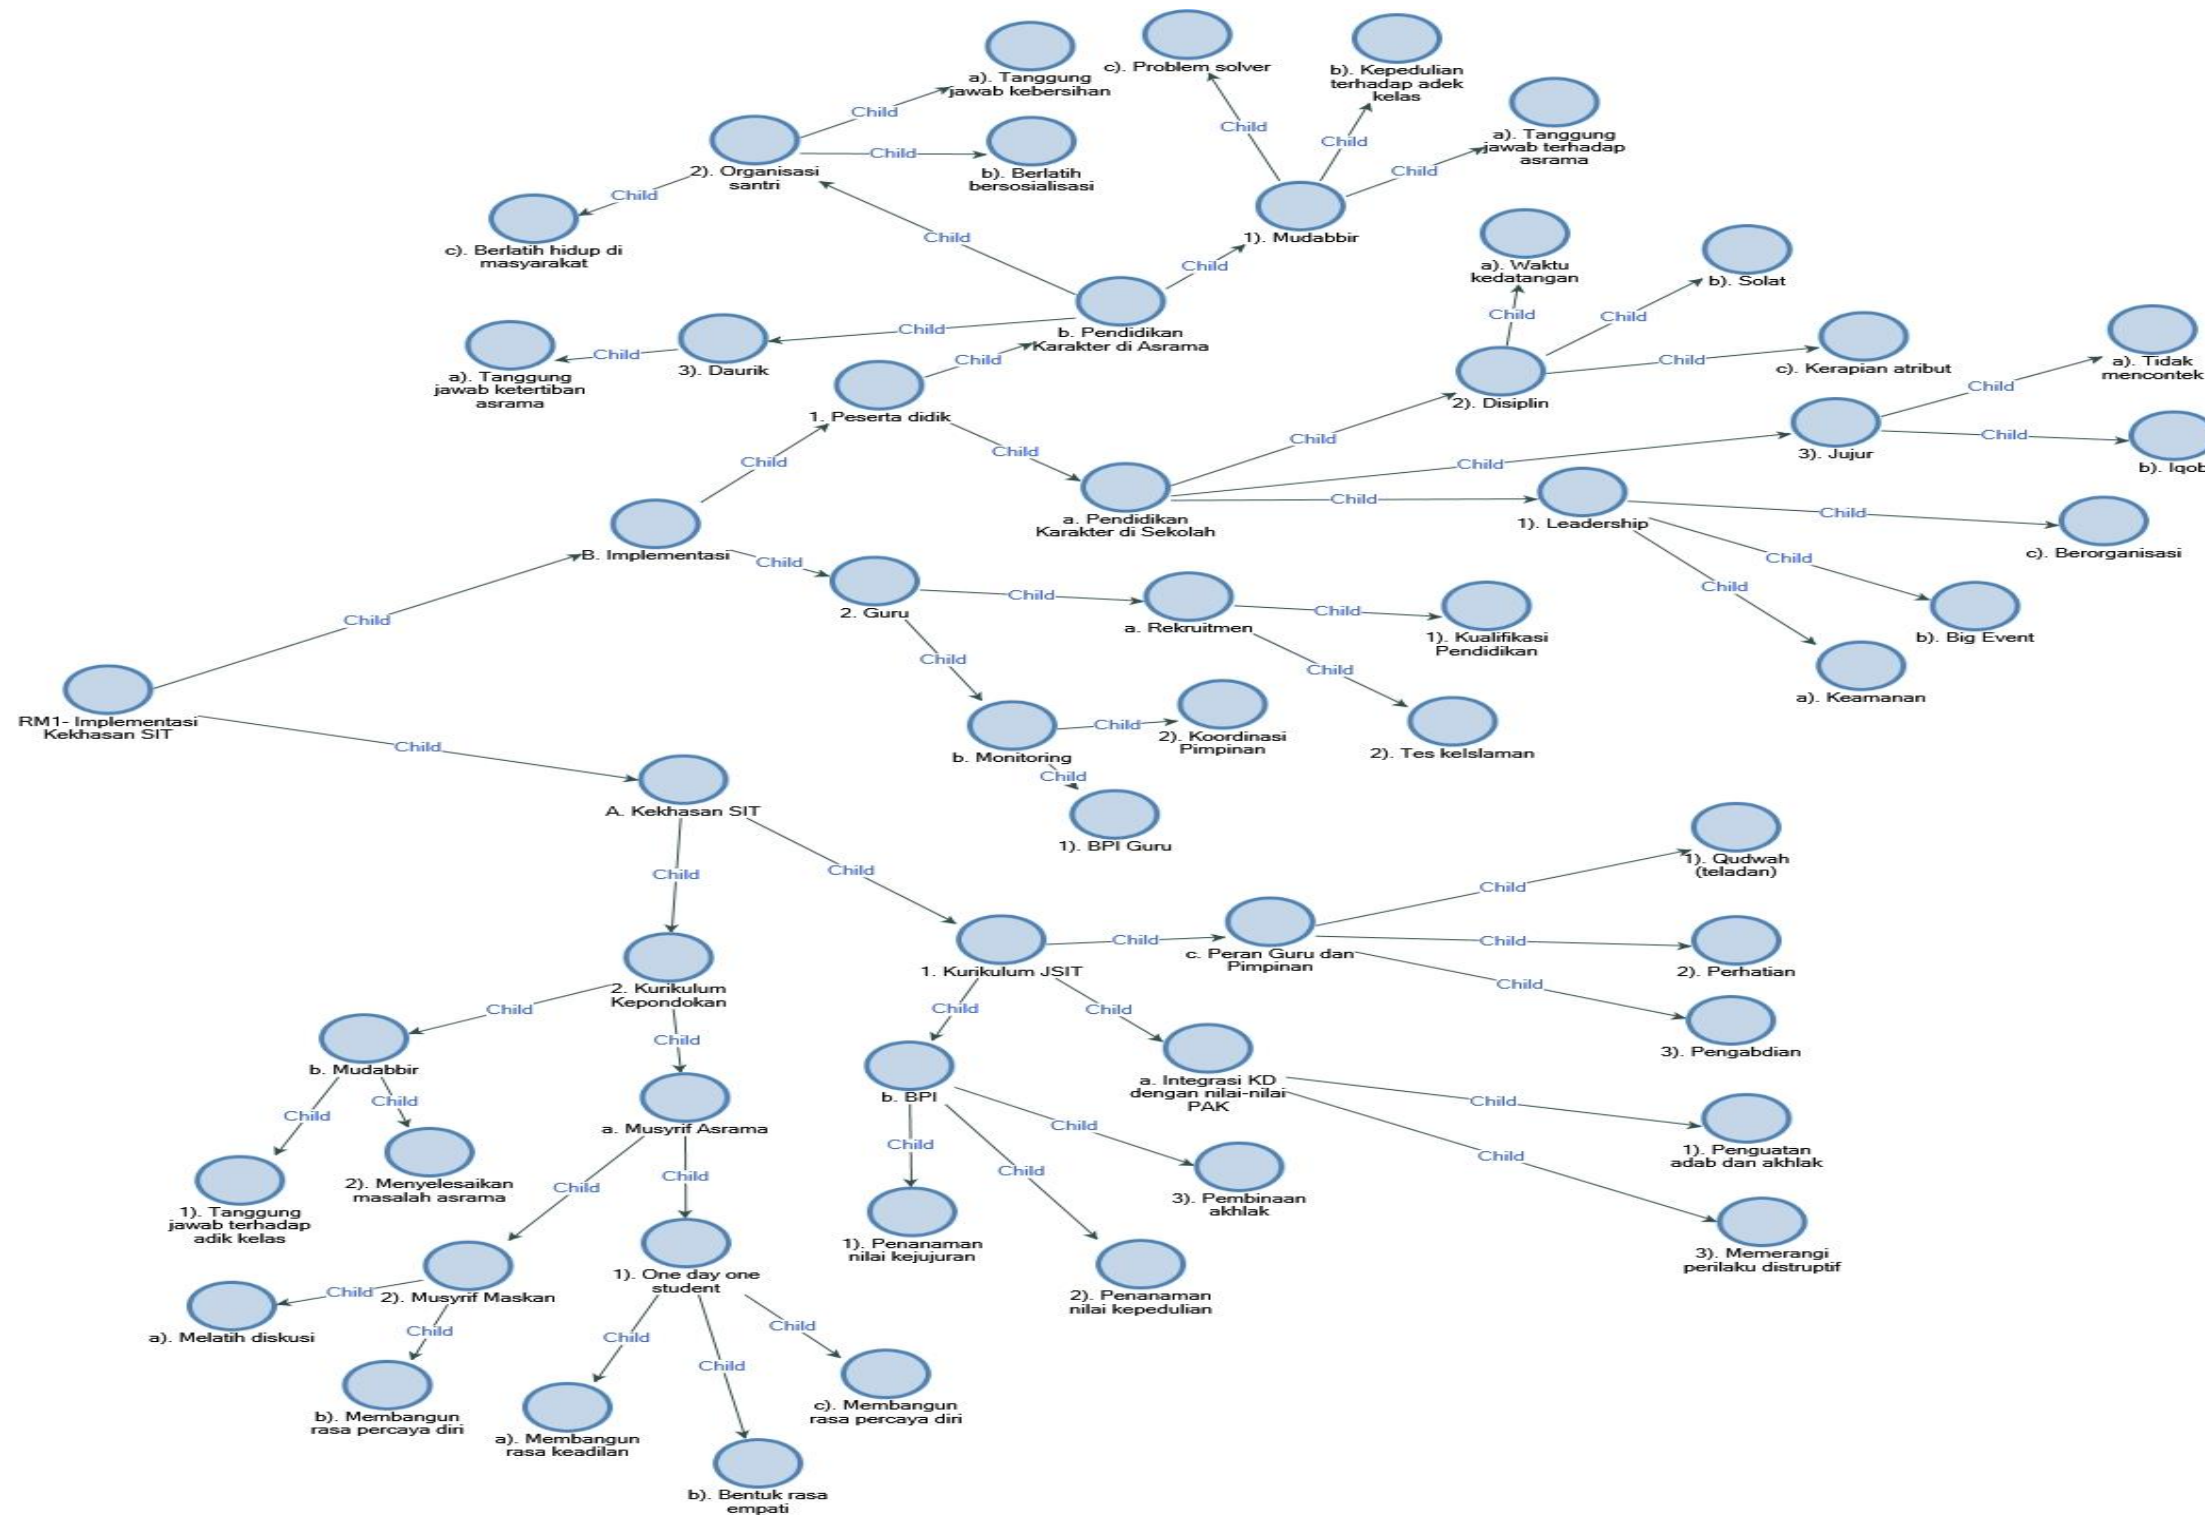 a). Tanggung
jawab kebersihan
Child
c). Problem solver
b). Kepedulian
terhadap adek
kelas
a). Tanggung
jawab terhadap
asrama
Child
Child
Child
2). Organisasi
santri
Child
b). Berlatih
bersosialisasi
Child
c). Berlatih hidup di
masyarakat
Child
1). Mudabbir
Child
a). Waktu
kedatangan
b). Solat
Child
Child
b. Pendidikan
Karakter di Asrama
Child
3). Daurik
Child
a). Tanggung
jawab ketertiban
asrama
Child
1. Peserta didik
2). Disiplin
Child
c). Kerapian atribut
a). Tidak
mencontek
Child
3). Jujur
Child
b). Iqob
Child
Child
Child
Child
a. Pendidikan
Karakter di Sekolah
Child
1). Leadership
Child
c). Berorganisasi
Child
b). Big Event
Child
a). Keamanan
Child
B. Implementasi
Child
2. Guru
Child
a. Rekruitmen
Child
1). Kualifikasi
Pendidikan
Child
2). Tes keIslaman
Child
b. Monitoring
Child
2). Koordinasi
Pimpinan
Child
1). BPI Guru
Child
RM1- Implementasi
Kekhasan SIT
Child
A. Kekhasan SIT
Child
Child
1). Qudwah
(teladan)
Child
1. Kurikulum JSIT
Child
c. Peran Guru dan
Pimpinan
Child
2). Perhatian
Child
3). Pengabdian
2. Kurikulum
Kepondokan
Child
Child
Child
Child
b. Mudabbir
Child
Child
1). Tanggung
jawab terhadap
adik kelas
2). Menyelesaikan
masalah asrama
a. Musyrif Asrama
Child
Child
b. BPI
a. Integrasi KD
dengan nilai-nilai
PAK
Child
1). Penguatan
adab dan akhlak
Child
3). Memerangi
perilaku distruptif
Child
Child
Child
3). Pembinaan
akhlak
1). Penanaman
nilai kejujuran
2). Penanaman
nilai kepedulian
1). One day one
student
2). Musyrif Maskan
Child
a). Melatih diskusi
Child
b). Membangun
rasa percaya diri
Child
Child
Child
a). Membangun
rasa keadilan
c). Membangun
rasa percaya diri
b). Bentuk rasa
empati